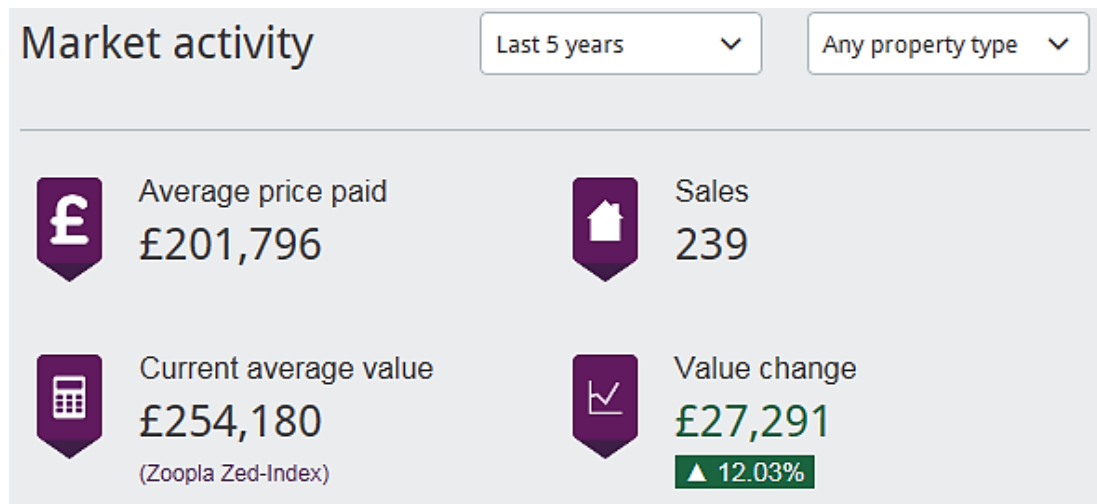 Market activity
Last 5 years
Any property type
£
Average price paid
£201,796
Sales
239
Current average value
£254,180
(Zoopla Zed-Index)
Value change
£27,291
▲ 12.03%